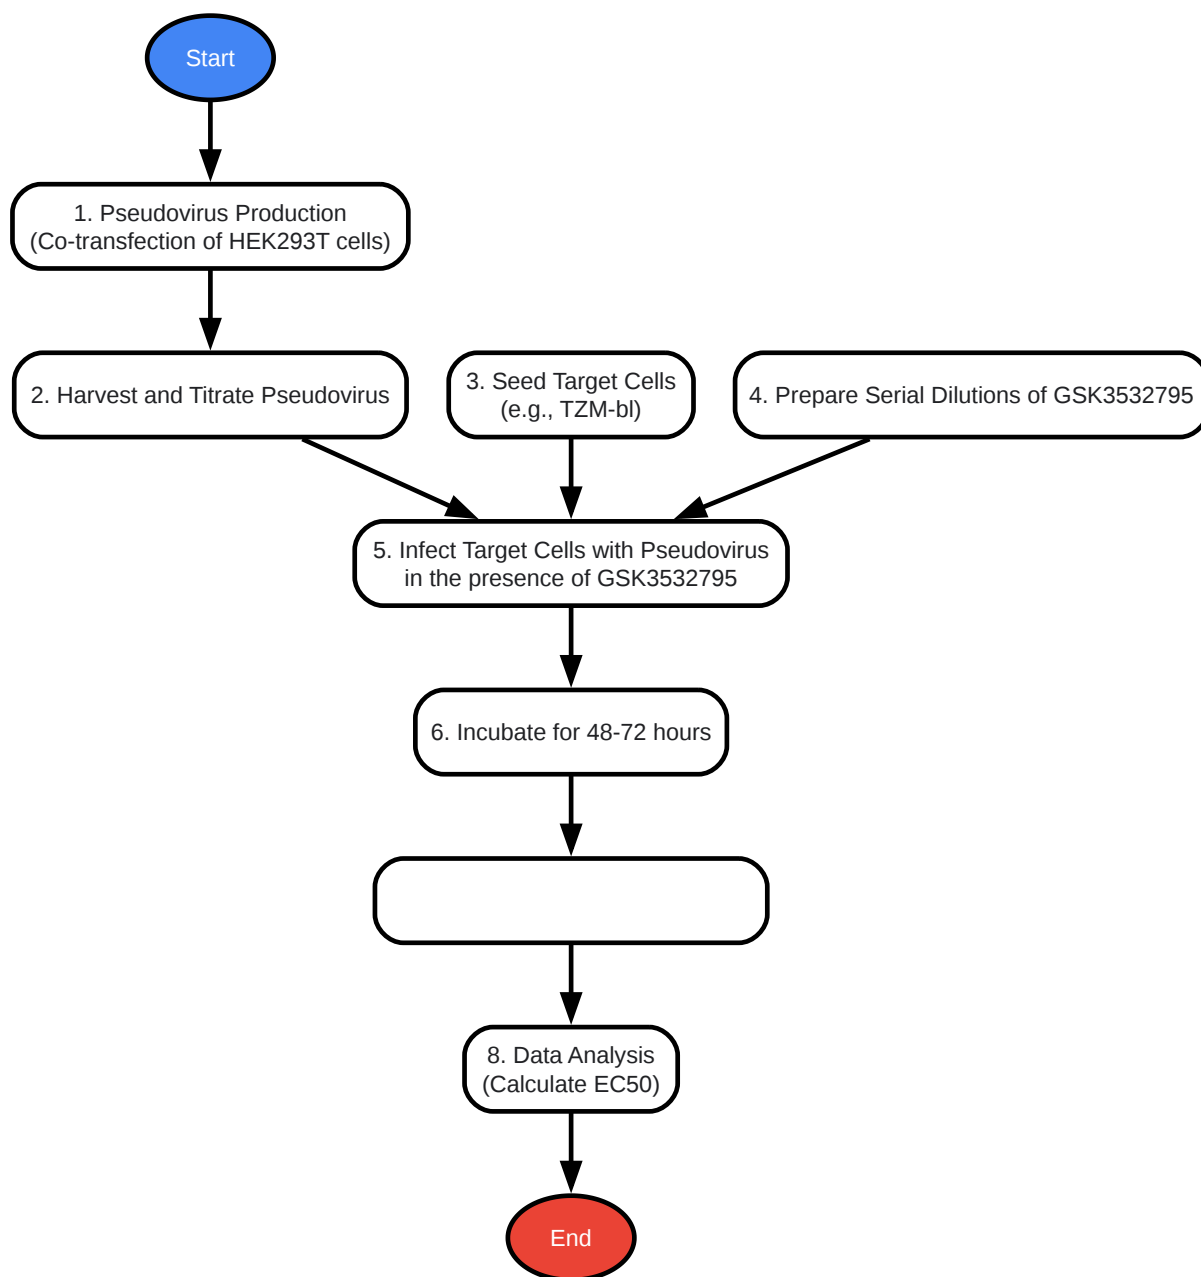 Start
1. Pseudovirus Production
(Co-transfection of HEK293T cells)
2. Harvest and Titrate Pseudovirus
3. Seed Target Cells
(e.g., TZM-bl)
4. Prepare Serial Dilutions of GSK3532795
5. Infect Target Cells with Pseudovirus
in the presence of GSK3532795
6. Incubate for 48-72 hours
8. Data Analysis
(Calculate EC50)
End